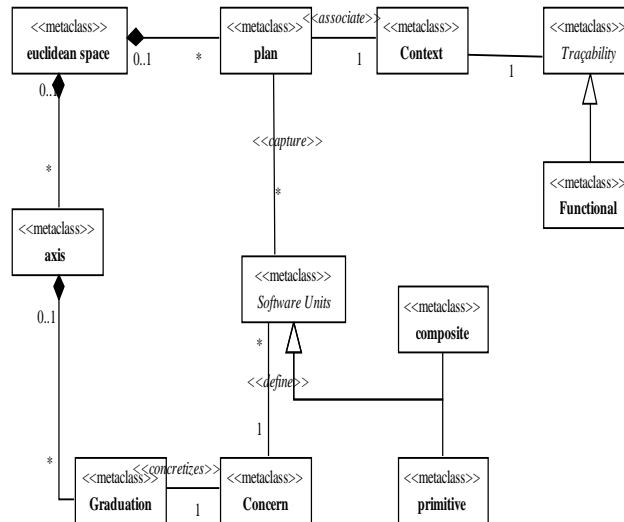 <<metaclass>>
euclidean space
<<metaclass>>
plan
<<associate>>
<<metaclass>>
Context
<<metaclass>>
Traçability
0..1
*
1
1
0..1
<<capture>>
*
*
<<metaclass>>
Functional
<<metaclass>>
axis
<<metaclass>>
Software Units
<<metaclass>>
composite
0..1
*
<<define>>
1
*
<<metaclass>>
Graduation
<<concretizes>>
1
<<metaclass>>
Concern
<<metaclass>>
primitive